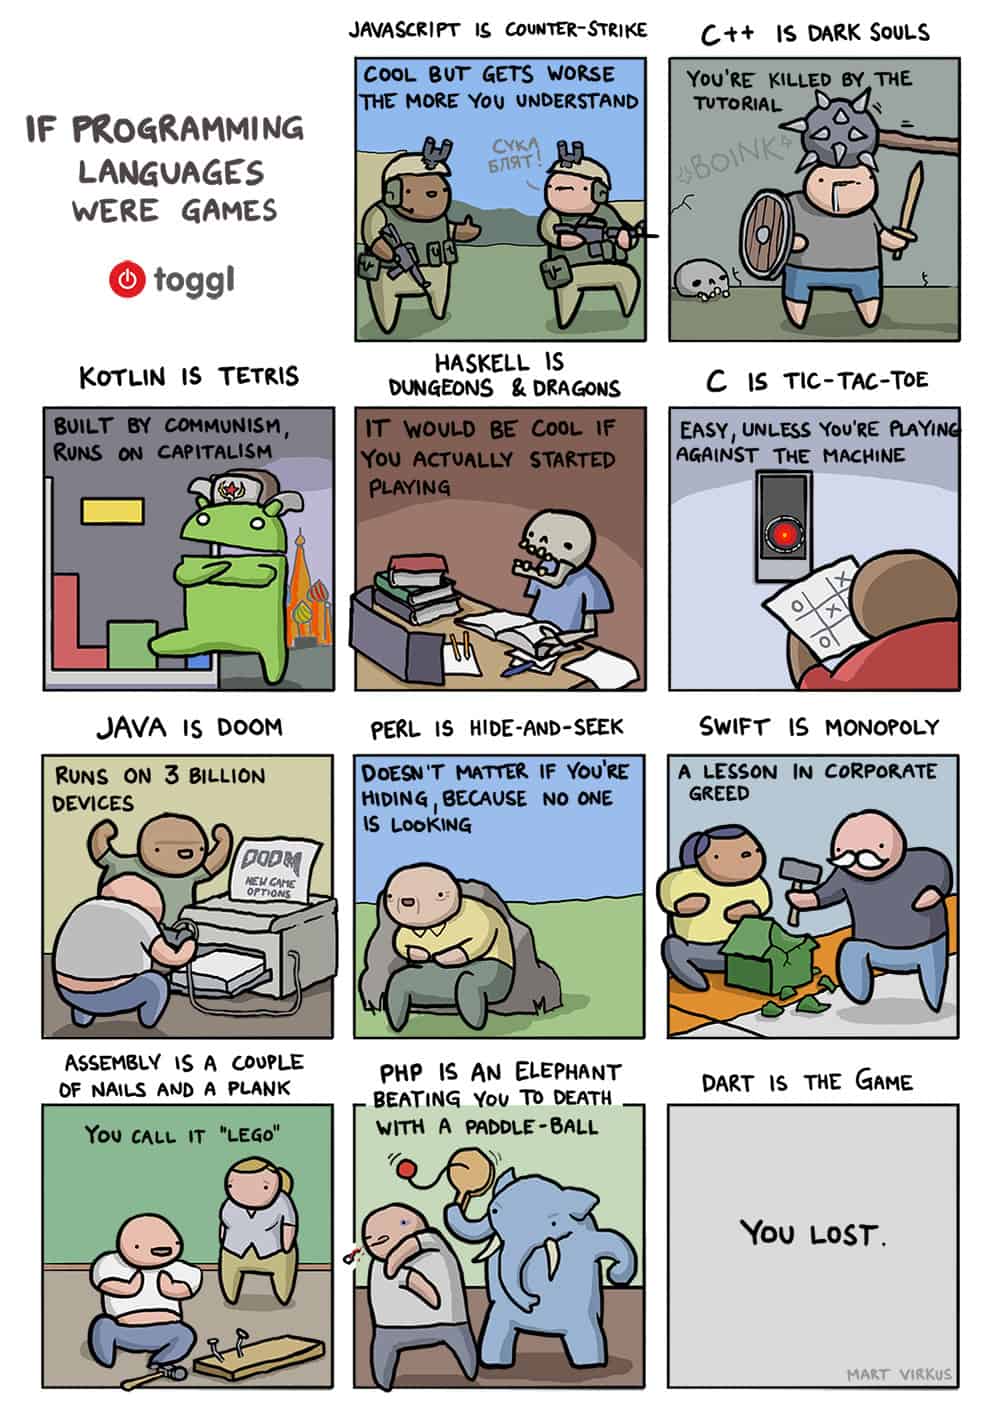 IF PROGRAMMING
LANGUAGES
WERE GAMES
toggl
JAVASCRIPT IS COUNTER-STRIKE
COOL BUT GETS WORSE
THE MORE YOU UNDERSTAND
СУКА
БЛЯТ!
C++ IS DARK SOULS
YOU'RE KILLED BY THE
TUTORIAL
BOINK
KOTLIN IS TETRIS
BUILT BY COMMUNISM,
RUNS ON CAPITALISM
HASKELL IS
DUNGEONS & DRAGONS
IT WOULD BE COOL IF
YOU ACTUALLY STARTED
PLAYING
C IS TIC-TAC-TOE
EASY, UNLESS YOU'RE PLAYING
AGAINST THE MACHINE
X
O X
O
JAVA IS DOOM
RUNS ON 3 BILLION
DEVICES
DOOM
NEW GAME
OPTIONS
PERL IS HIDE-AND-SEEK
DOESN'T MATTER IF YOU'RE
HIDING, BECAUSE NO ONE
IS LOOKING
SWIFT IS MONOPOLY
A LESSON IN CORPORATE
GREED
ASSEMBLY IS A COUPLE
OF NAILS AND A PLANK
YOU CALL IT "LEGO"
PHP IS AN ELEPHANT
BEATING YOU TO DEATH
WITH A PADDLE-BALL
DART IS THE GAME
YOU LOST.
MART VIRKUS